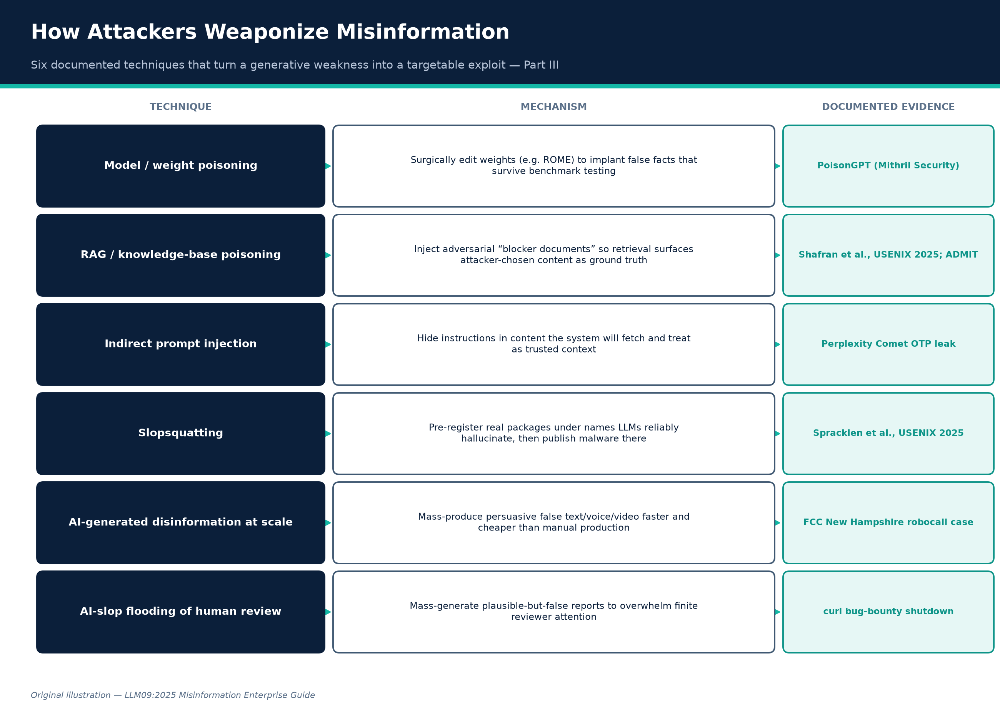 How Attackers Weaponize Misinformation
Six documented techniques that turn a generative weakness into a targetable exploit — Part III
TECHNIQUE
MECHANISM
DOCUMENTED EVIDENCE
Model / weight poisoning
Surgically edit weights (e.g. ROME) to implant false facts that
survive benchmark testing
PoisonGPT (Mithril Security)
RAG / knowledge-base poisoning
Inject adversarial “blocker documents” so retrieval surfaces
attacker-chosen content as ground truth
Shafran et al., USENIX 2025; ADMIT
Indirect prompt injection
Hide instructions in content the system will fetch and treat
as trusted context
Perplexity Comet OTP leak
Slopsquatting
Pre-register real packages under names LLMs reliably
hallucinate, then publish malware there
Spracklen et al., USENIX 2025
AI-generated disinformation at scale
Mass-produce persuasive false text/voice/video faster and
cheaper than manual production
FCC New Hampshire robocall case
AI-slop flooding of human review
Mass-generate plausible-but-false reports to overwhelm finite
reviewer attention
curl bug-bounty shutdown
Original illustration — LLM09:2025 Misinformation Enterprise Guide